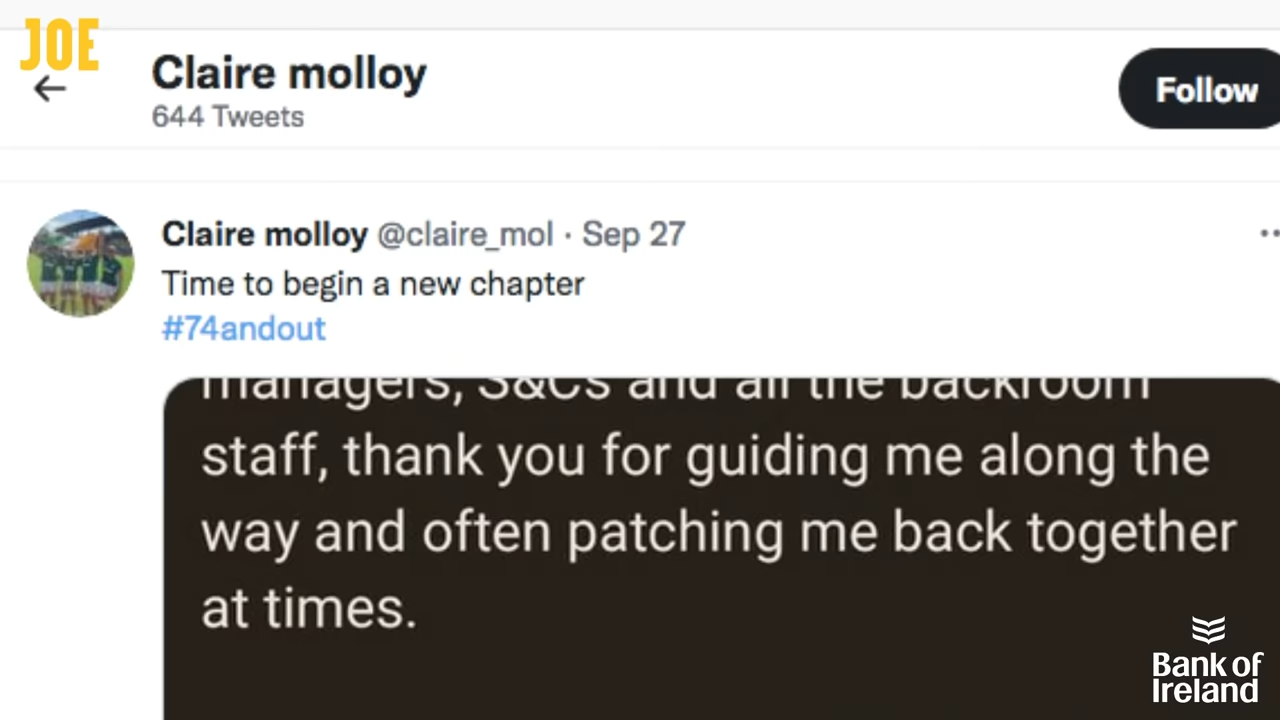 JOE
Claire molloy
644 Tweets
Follow
Claire molloy @claire_mol · Sep 27
Time to begin a new chapter
#74andout
managers, S&Cs and all the backroom
staff, thank you for guiding me along the
way and often patching me back together
at times.
Bank of
Ireland